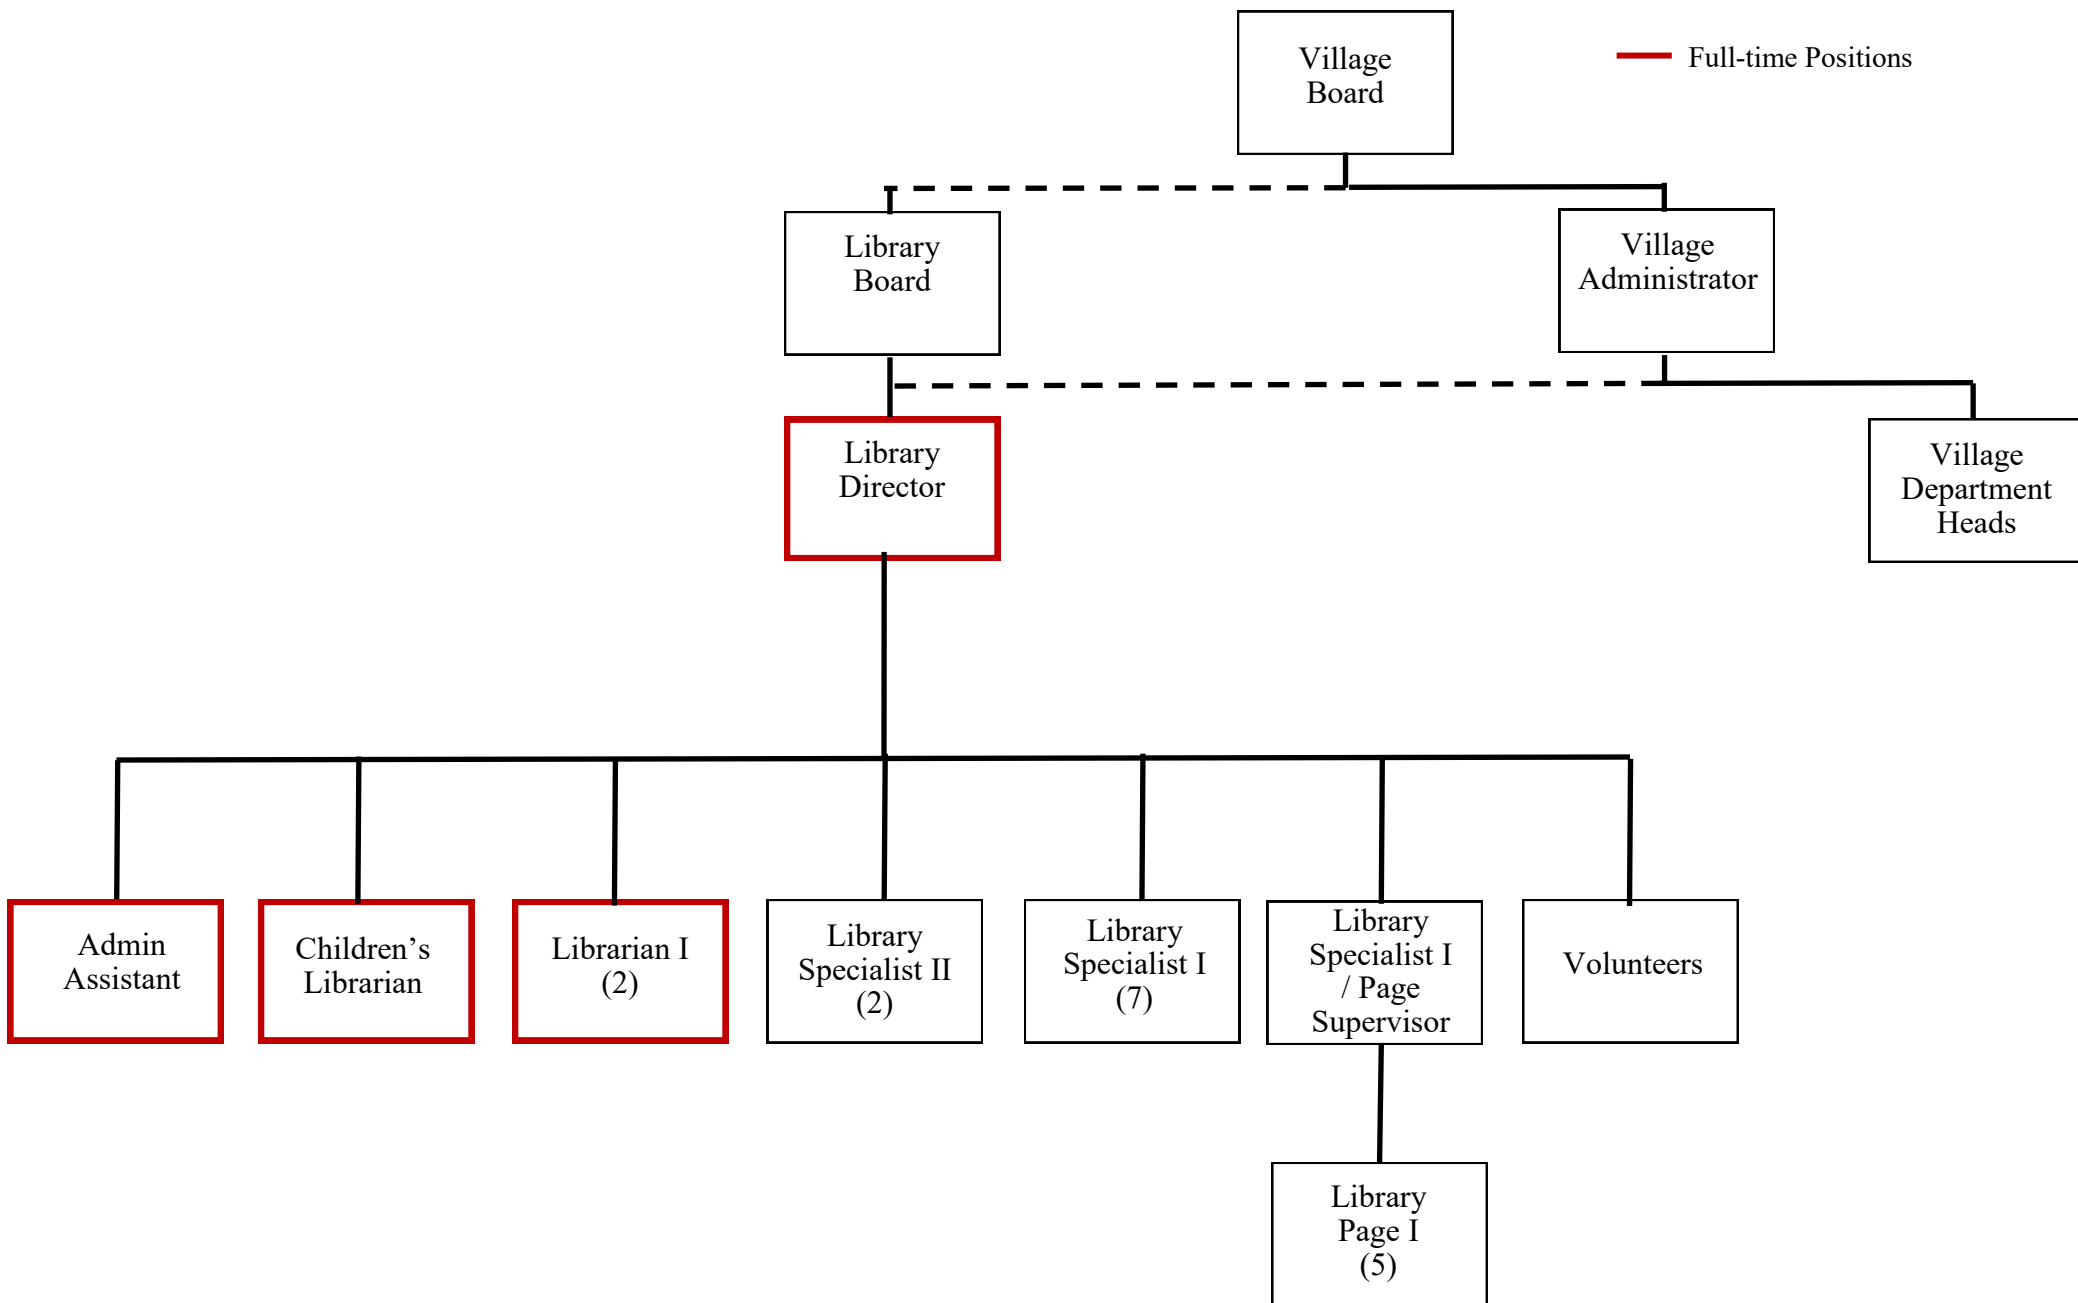 Village
Board
Full-time Positions
Library
Board
Village
Administrator
Library
Director
Village
Department
Heads
Admin
Assistant
Children’s
Librarian
Librarian I
(2)
Library
Specialist II
(2)
Library
Specialist I
(7)
Library
Specialist I
/ Page
Supervisor
Volunteers
Library
Page I
(5)